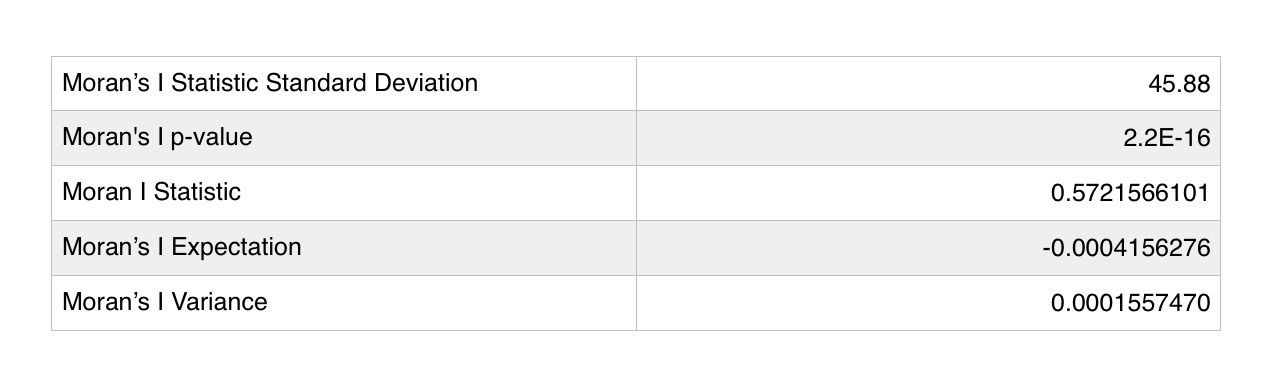 Moran’s I Statistic Standard Deviation 45.88
Moran's I p-value 2.2E-16
Moran I Statistic 0.5721566101
Moran’s I Expectation -0.0004156276
Moran’s I Variance 0.0001557470